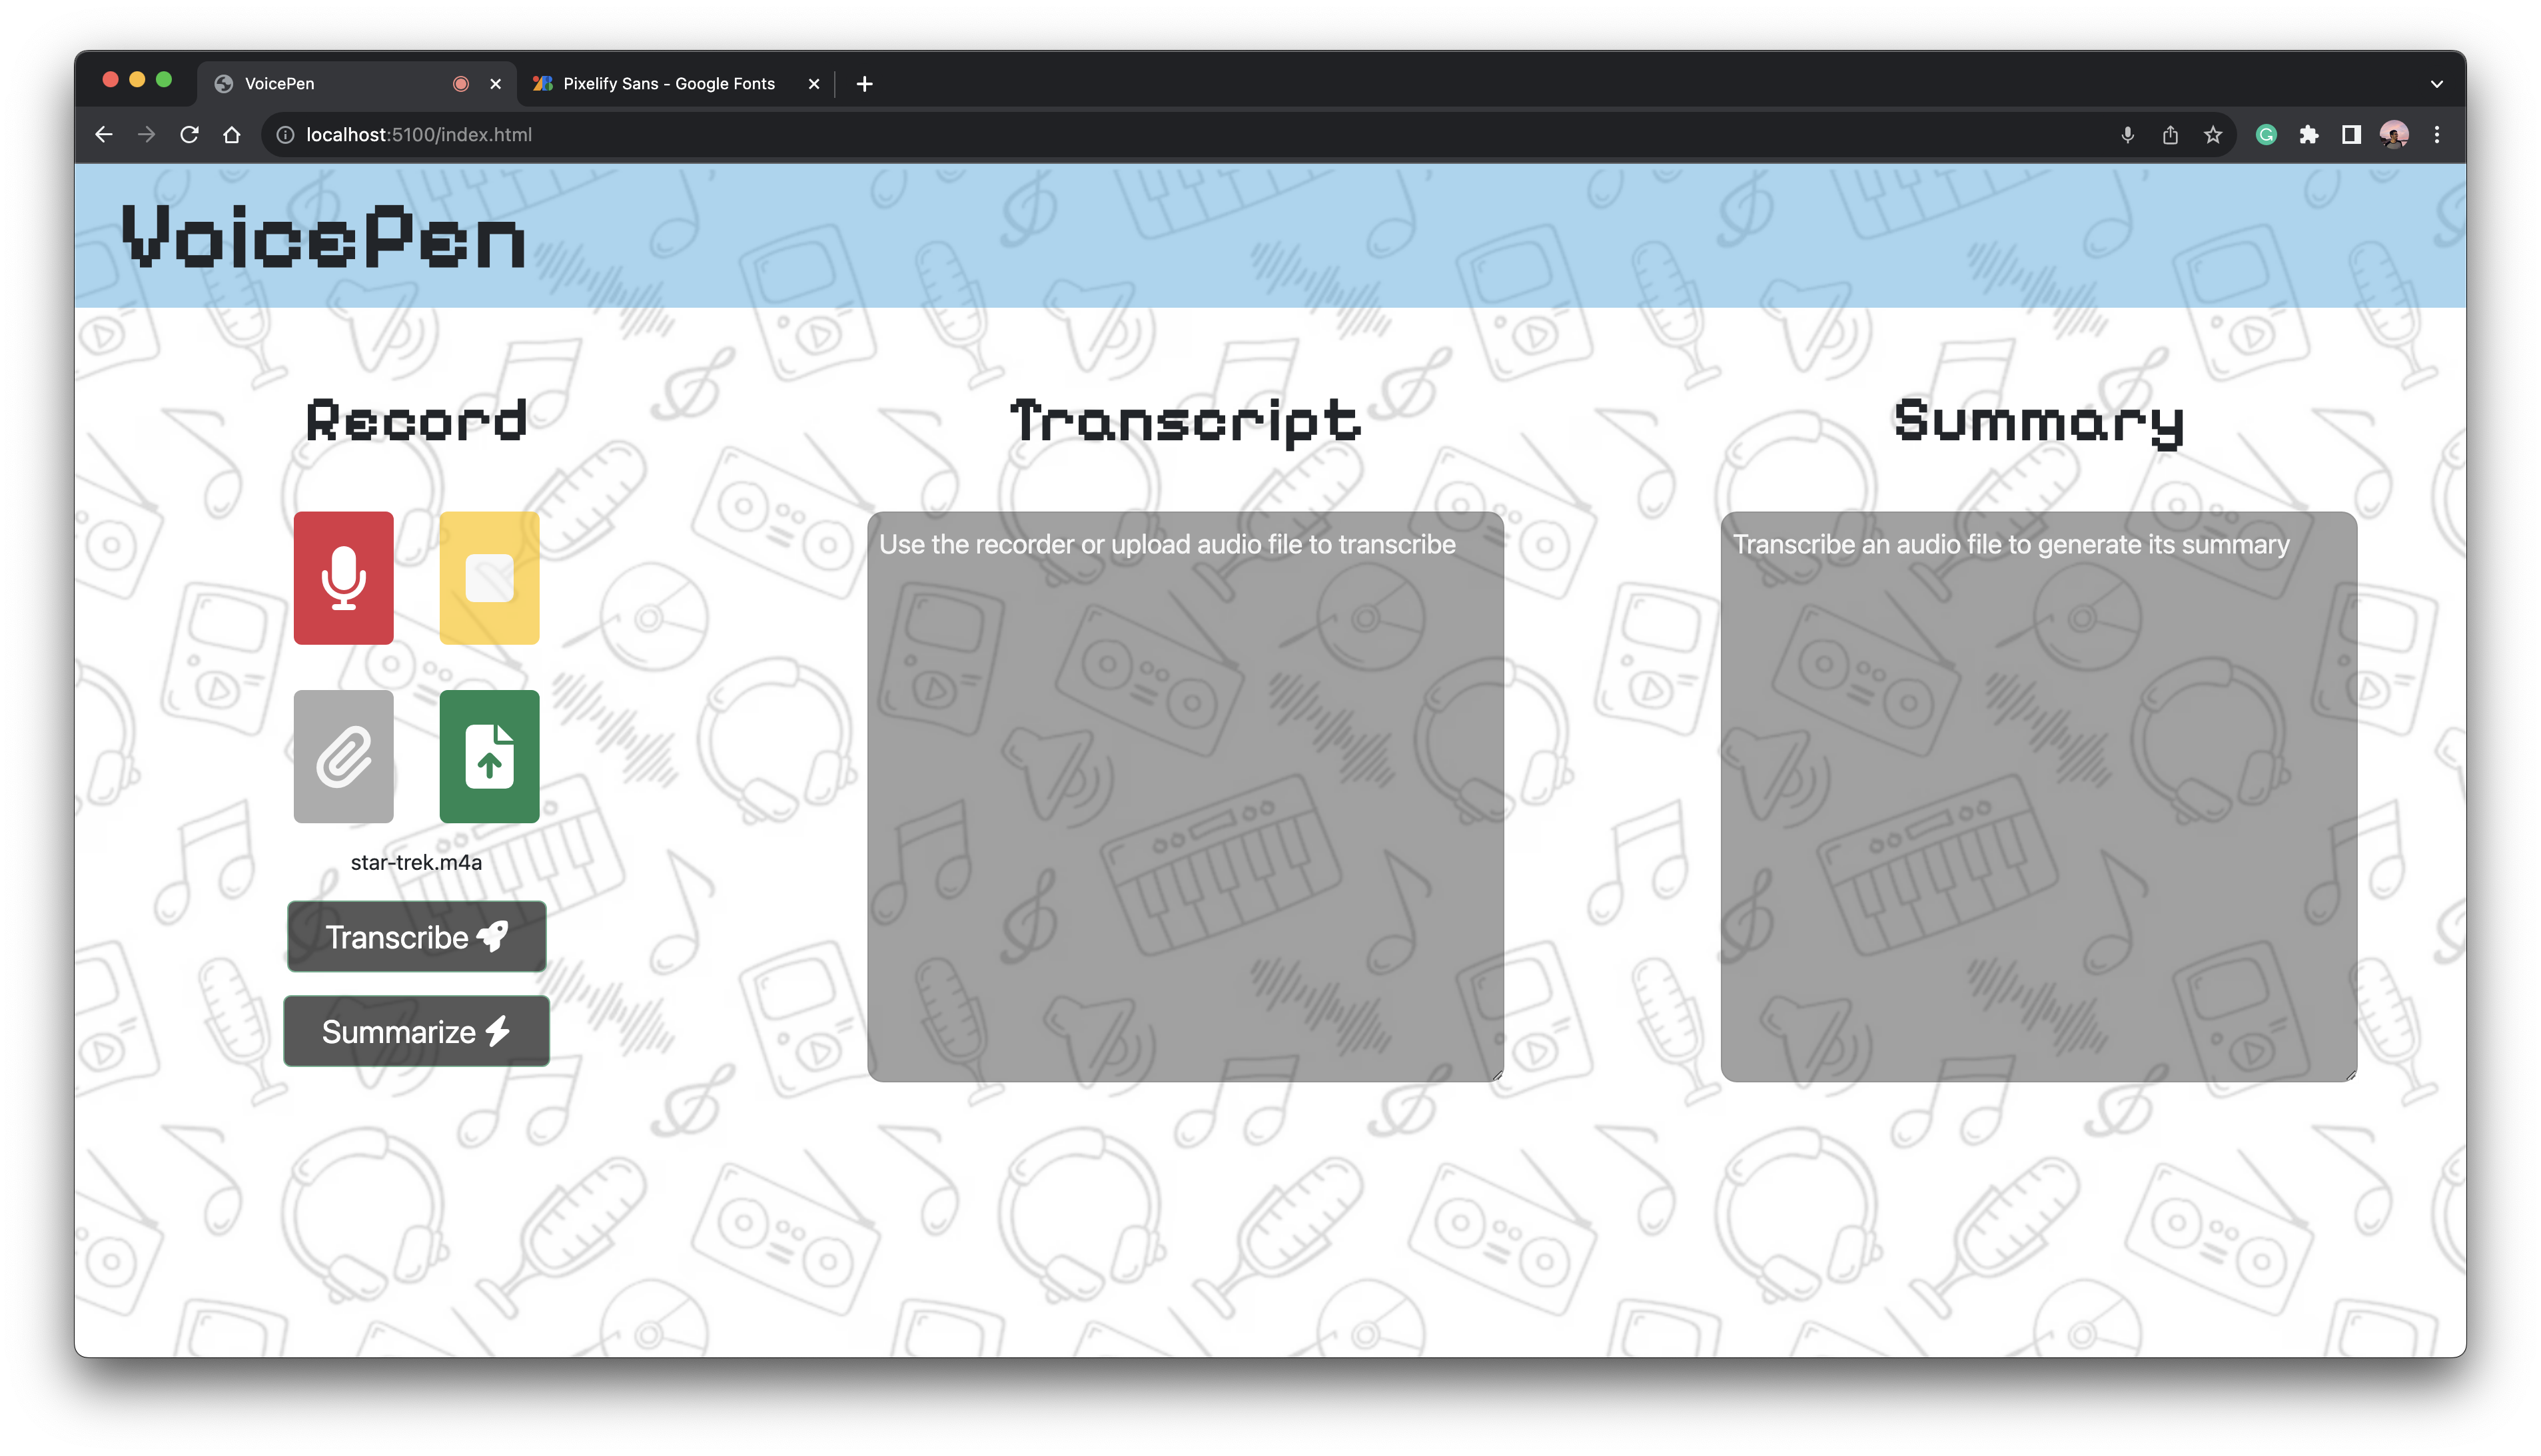 VoicePen
Pixelify Sans - Google Fonts
localhost:5100/index.html
VoicePen
Record
Transcript
Summary
Use the recorder or upload audio file to transcribe
Transcribe an audio file to generate its summary
star-trek.m4a
Transcribe
Summarize